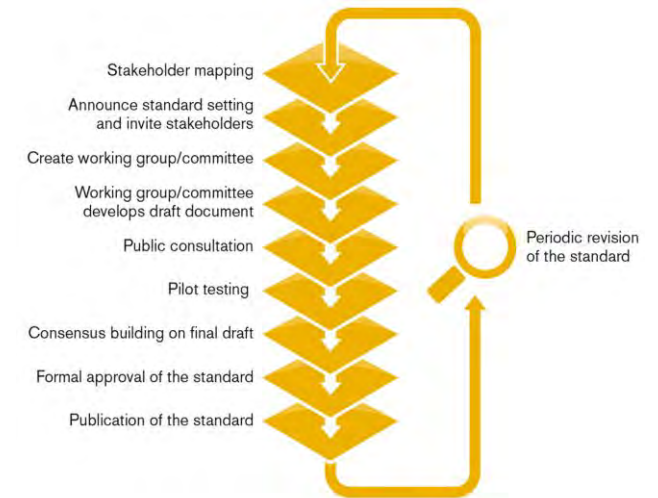 Stakeholder mapping
Announce standard setting
and invite stakeholders
Create working group/committee
Working group/committee
develops draft document
Public consultation
Pilot testing
Consensus building on final draft
Formal approval of the standard
Publication of the standard
Periodic revision
of the standard